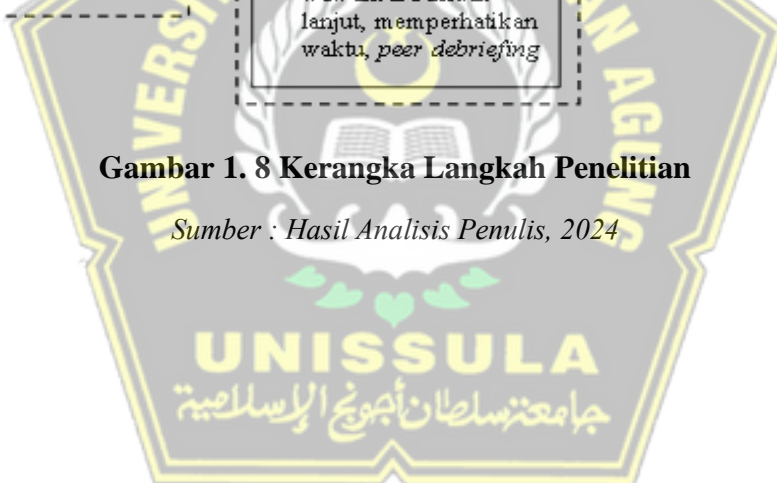 lanjut, memperhatikan
waktu, peer debriefing
Gambar 1. 8 Kerangka Langkah Penelitian
Sumber : Hasil Analisis Penulis, 2024
UNISSULA
جامعتنسلطان أجونج الإسلامية